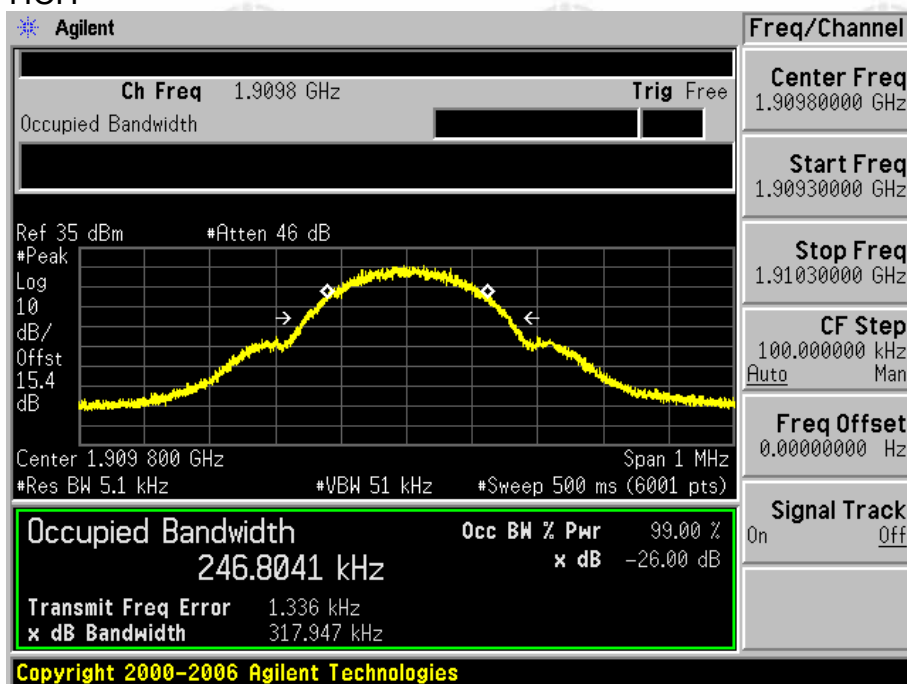 Agilent
Freq/Channel
Ch Freq 1.9098 GHz Trig Free
Occupied Bandwidth
Center Freq
1.90980000 GHz
Start Freq
1.90930000 GHz
Stop Freq
1.91030000 GHz
CF Step
100.000000 kHz
Auto Man
Freq Offset
0.00000000 Hz
Signal Track
On Off
Ref 35 dBm #Atten 46 dB
#Peak
Log
10
dB/
Offst
15.4
dB
Center 1.909 800 GHz Span 1 MHz
#Res BW 5.1 kHz #VBW 51 kHz #Sweep 500 ms (6001 pts)
Occupied Bandwidth Occ BW % Pwr 99.00 %
246.8041 kHz x dB -26.00 dB
Transmit Freq Error 1.336 kHz
x dB Bandwidth 317.947 kHz
Copyright 2000-2006 Agilent Technologies